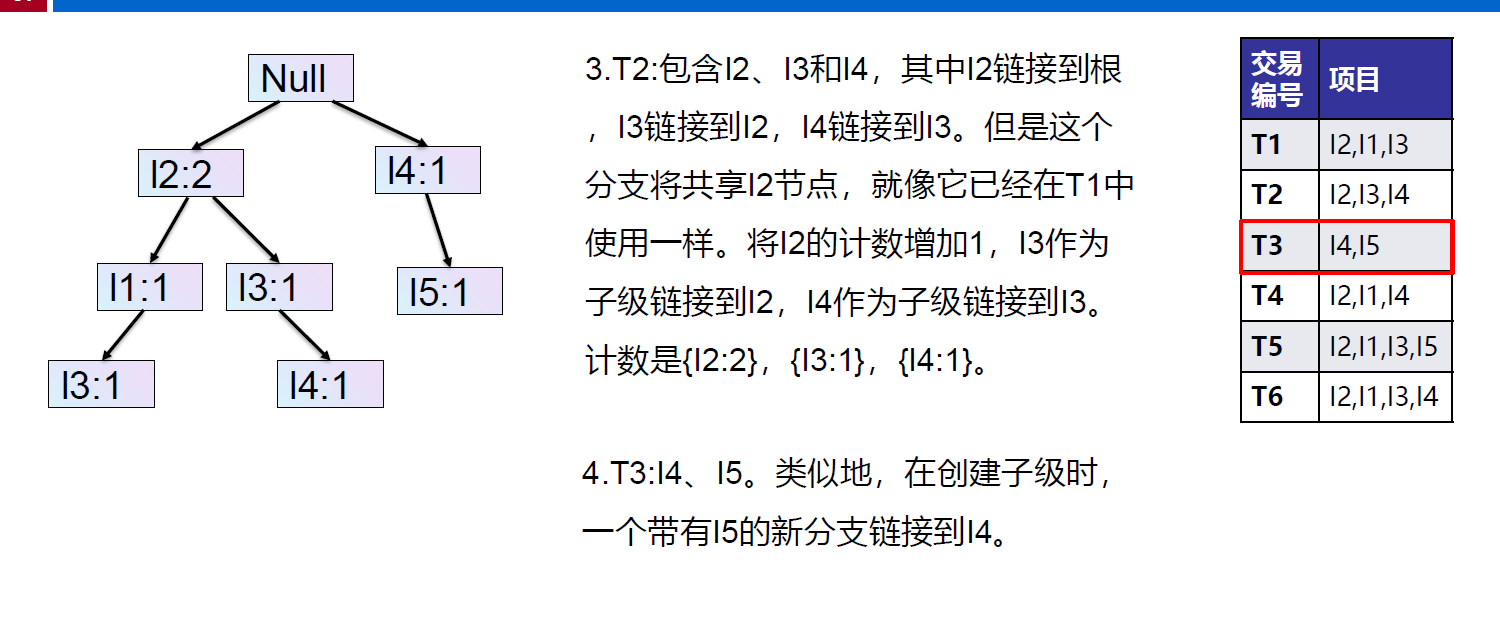 Null
I2:2
I4:1
I1:1
I3:1
I5:1
I3:1
I4:1
3.T2:包含I2、I3和I4，其中I2链接到根
，I3链接到I2，I4链接到I3。但是这个
分支将共享I2节点，就像它已经在T1中
使用一样。将I2的计数增加1，I3作为
子级链接到I2，I4作为子级链接到I3。
计数是{I2:2}，{I3:1}，{I4:1}。
4.T3:I4、I5。类似地，在创建子级时，
一个带有I5的新分支链接到I4。
交易编号 项目
T1 I2,I1,I3
T2 I2,I3,I4
T3 I4,I5
T4 I2,I1,I4
T5 I2,I1,I3,I5
T6 I2,I1,I3,I4